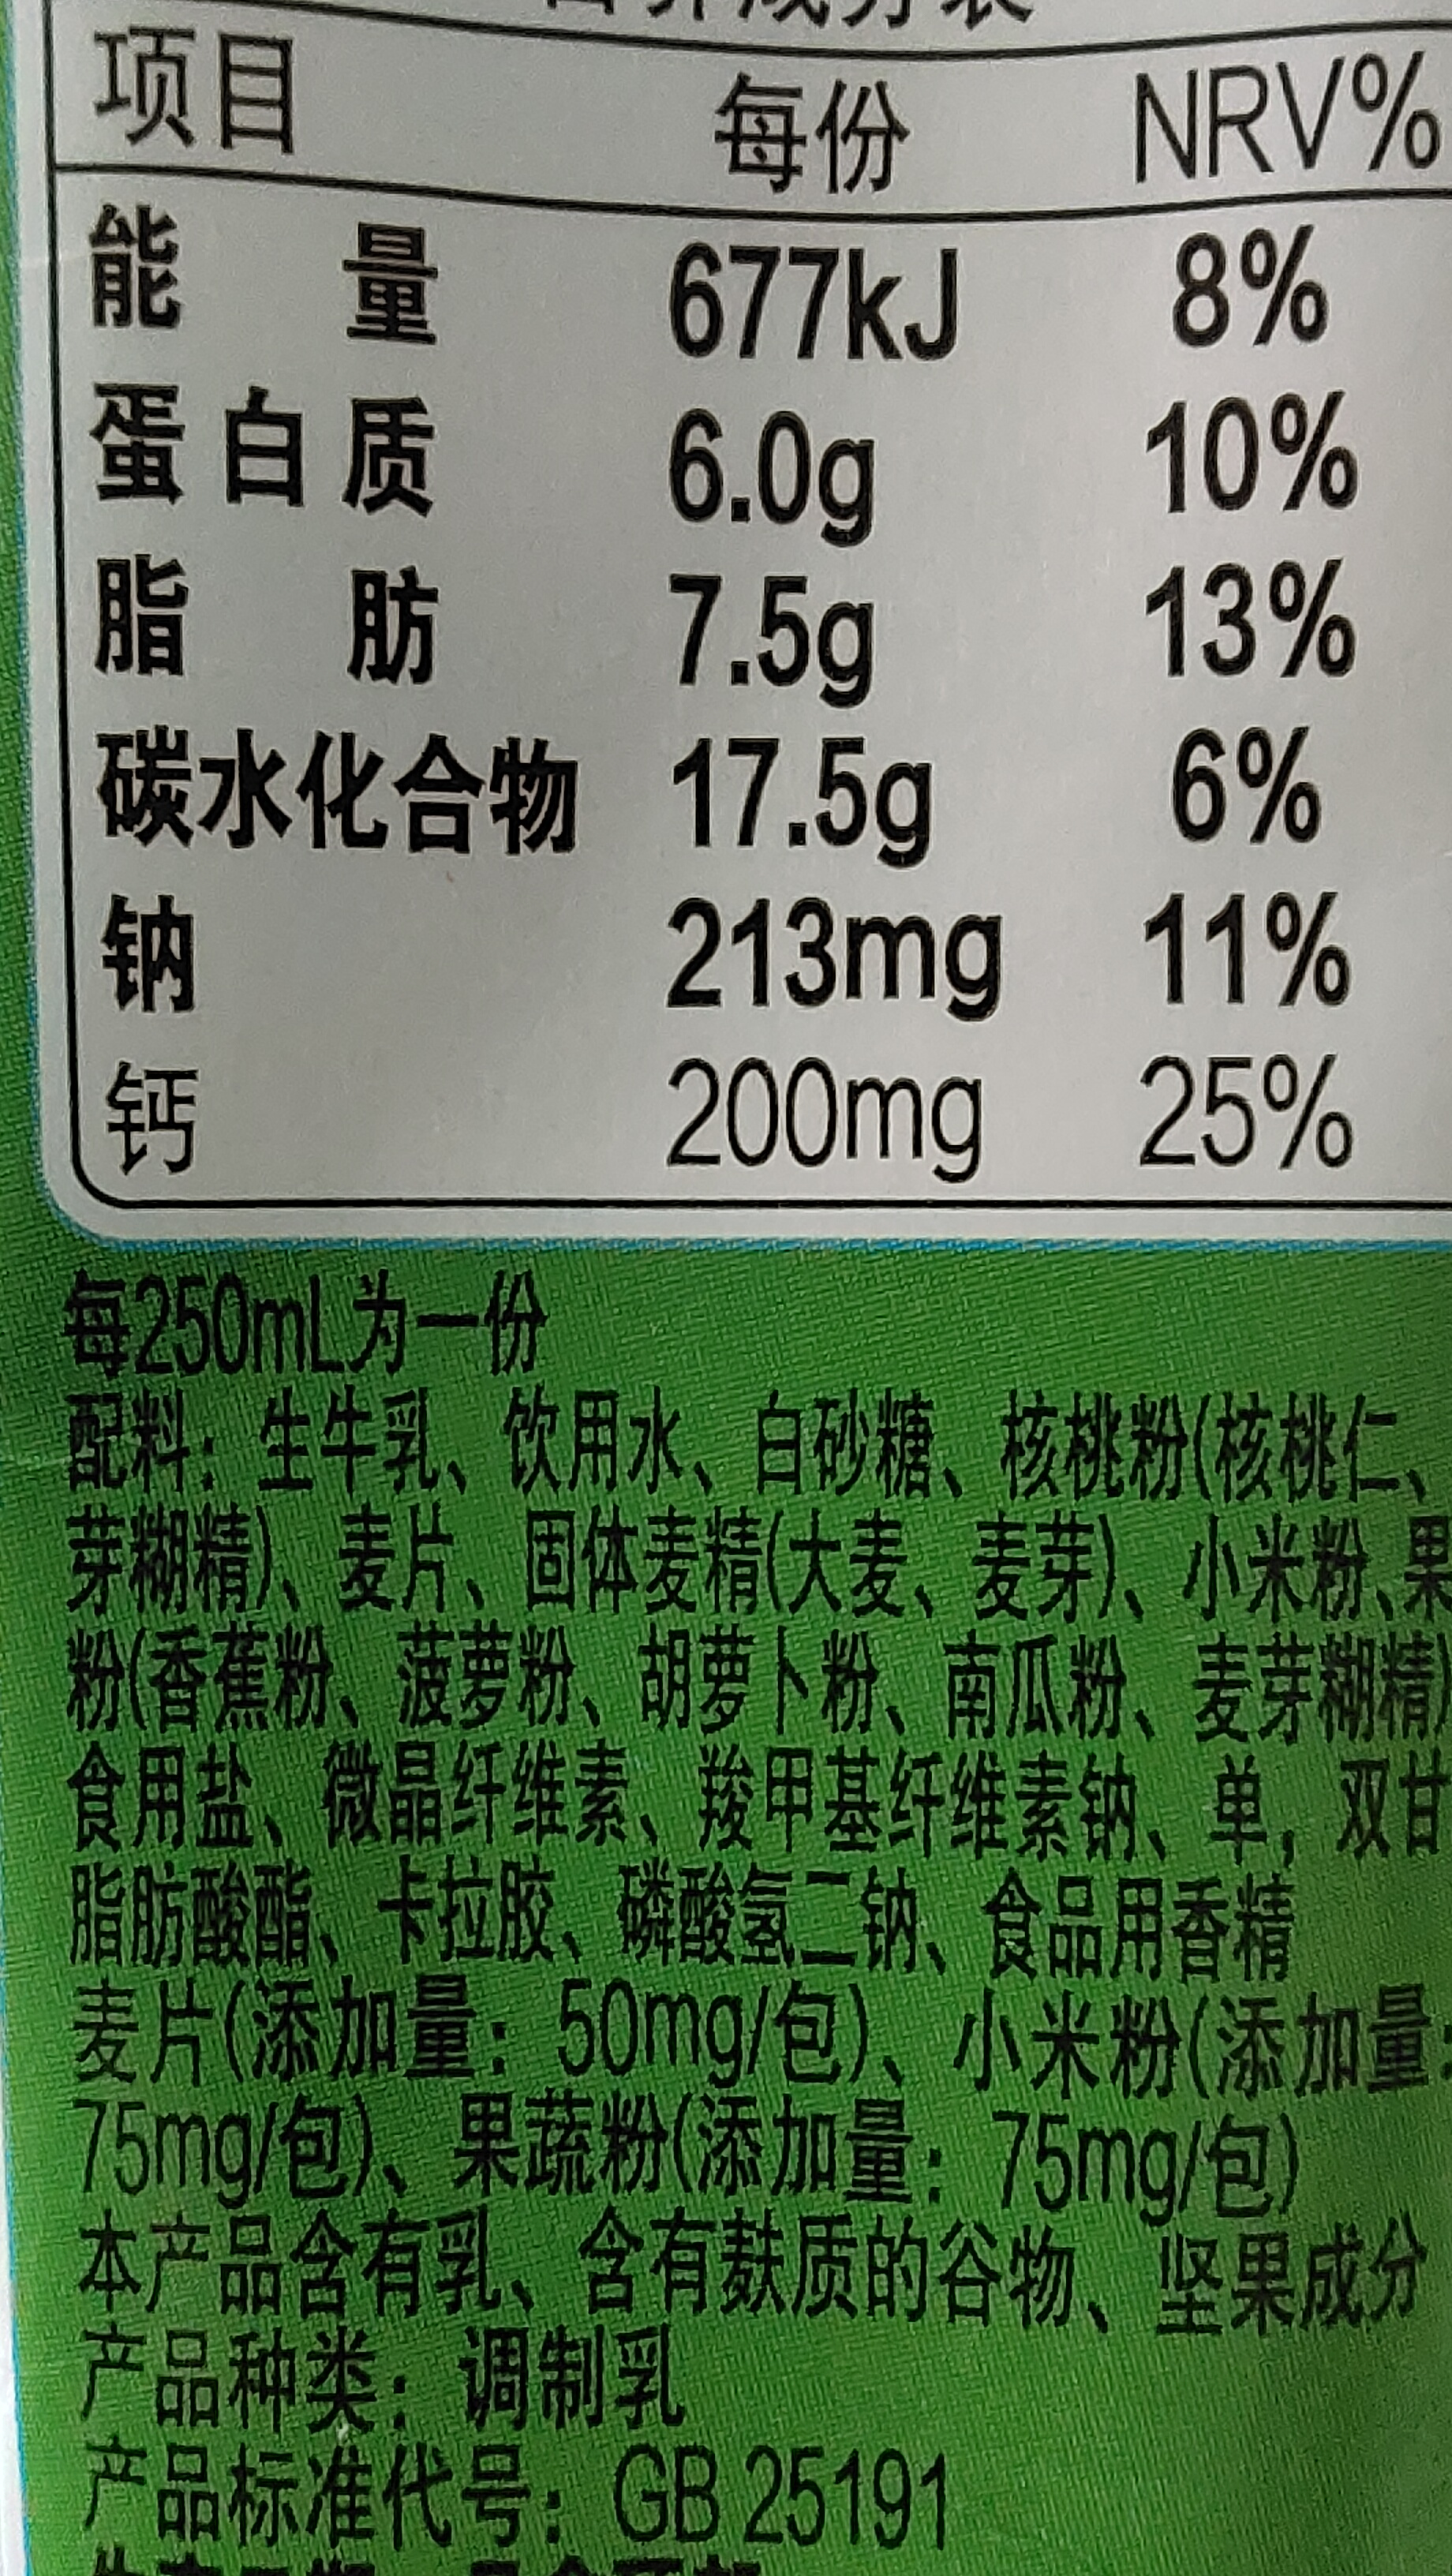 营养成分表
项目 每份 NRV%
能量 677kJ 8%
蛋白质 6.0g 10%
脂肪 7.5g 13%
碳水化合物 17.5g 6%
钠 213mg 11%
钙 200mg 25%
每250mL为一份
配料：生牛乳、饮用水、白砂糖、核桃粉(核桃仁、
芽糊精)、麦片、固体麦精(大麦、麦芽)、小米粉、果
粉(香蕉粉、菠萝粉、胡萝卜粉、南瓜粉、麦芽糊精)
食用盐、微晶纤维素、羧甲基纤维素钠、单，双甘
脂肪酸酯、卡拉胶、磷酸氢二钠、食品用香精
麦片(添加量：50mg/包)、小米粉(添加量：
75mg/包)、果蔬粉(添加量：75mg/包)
本产品含有乳、含有麸质的谷物、坚果成分
产品种类：调制乳
产品标准代号：GB 25191